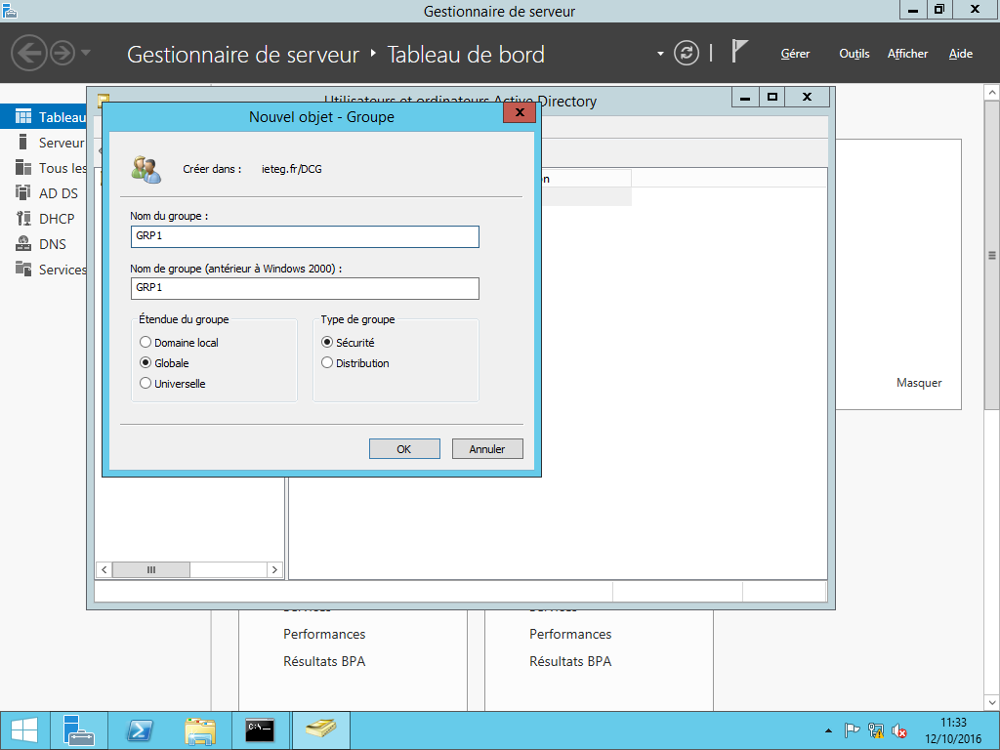 Gestionnaire de serveur
Gestionnaire de serveur ‣ Tableau de bord
Gérer Outils Afficher Aide
Utilisateurs et ordinateurs Active Directory
Tableau
Serveur
Tous les
AD DS
DHCP
DNS
Services
Nouvel objet - Groupe
Créer dans : ieteg.fr/DCG
Nom du groupe :
GRP1
Nom de groupe (antérieur à Windows 2000) :
GRP1
Étendue du groupe
Domaine local
Globale
Universelle
Type de groupe
Sécurité
Distribution
OK Annuler
Masquer
Performances
Résultats BPA
Performances
Résultats BPA
C:\_
11:33
12/10/2016